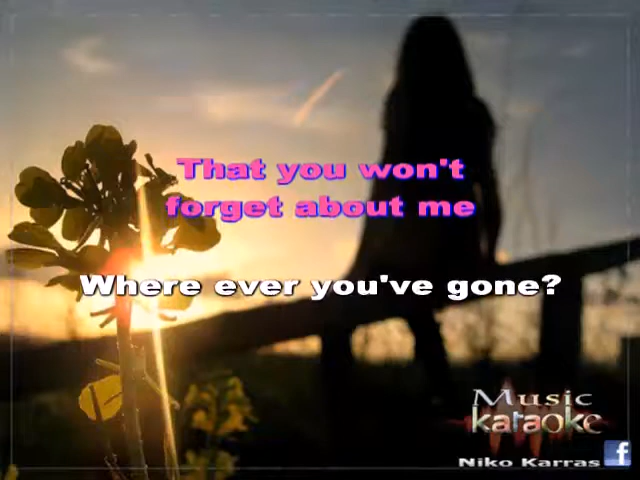 That you won't
forget about me
Where ever you've gone?
Music
karaoke
Niko Karras f